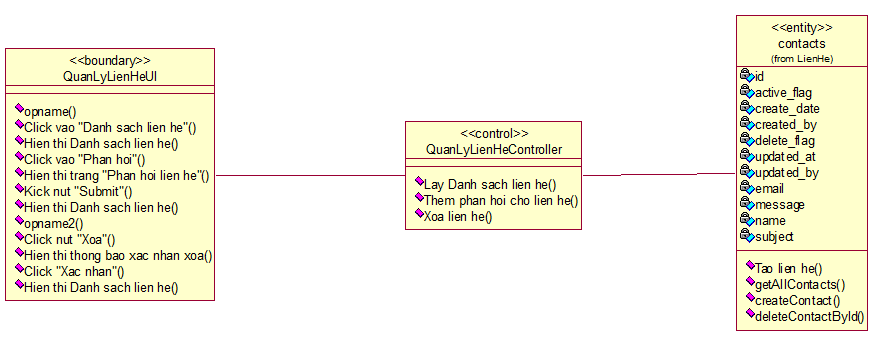 <<boundary>>
QuanLyLienHeUI
opname()
Click vao "Danh sach lien he"()
Hien thi Danh sach lien he()
Click vao "Phan hoi"()
Hien thi trang "Phan hoi lien he"()
Kick nut "Submit"()
Hien thi Danh sach lien he()
opname2()
Click nut "Xoa"()
Hien thi thong bao xac nhan xoa()
Click "Xac nhan"()
Hien thi Danh sach lien he()
<<control>>
QuanLyLienHeController
Lay Danh sach lien he()
Them phan hoi cho lien he()
Xoa lien he()
<<entity>>
contacts
(from LienHe)
id
active_flag
create_date
created_by
delete_flag
updated_at
updated_by
email
message
name
subject
Tao lien he()
getAllContacts()
createContact()
deleteContactById()